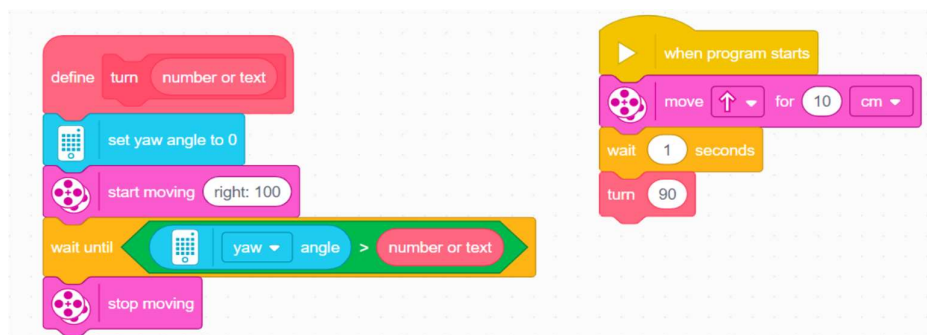 define turn number or text
set yaw angle to 0
start moving right: 100
wait until yaw angle > number or text
stop moving
when program starts
move ↑ for 10 cm
wait 1 seconds
turn 90